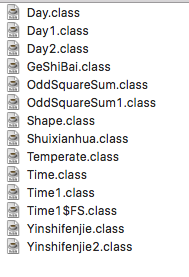 Day.class
Day1.class
Day2.class
GeShiBai.class
OddSquareSum.class
OddSquareSum1.class
Shape.class
Shuixianhua.class
Temperate.class
Time.class
Time1.class
Time1$FS.class
Yinshifenjie.class
Yinshifenjie2.class